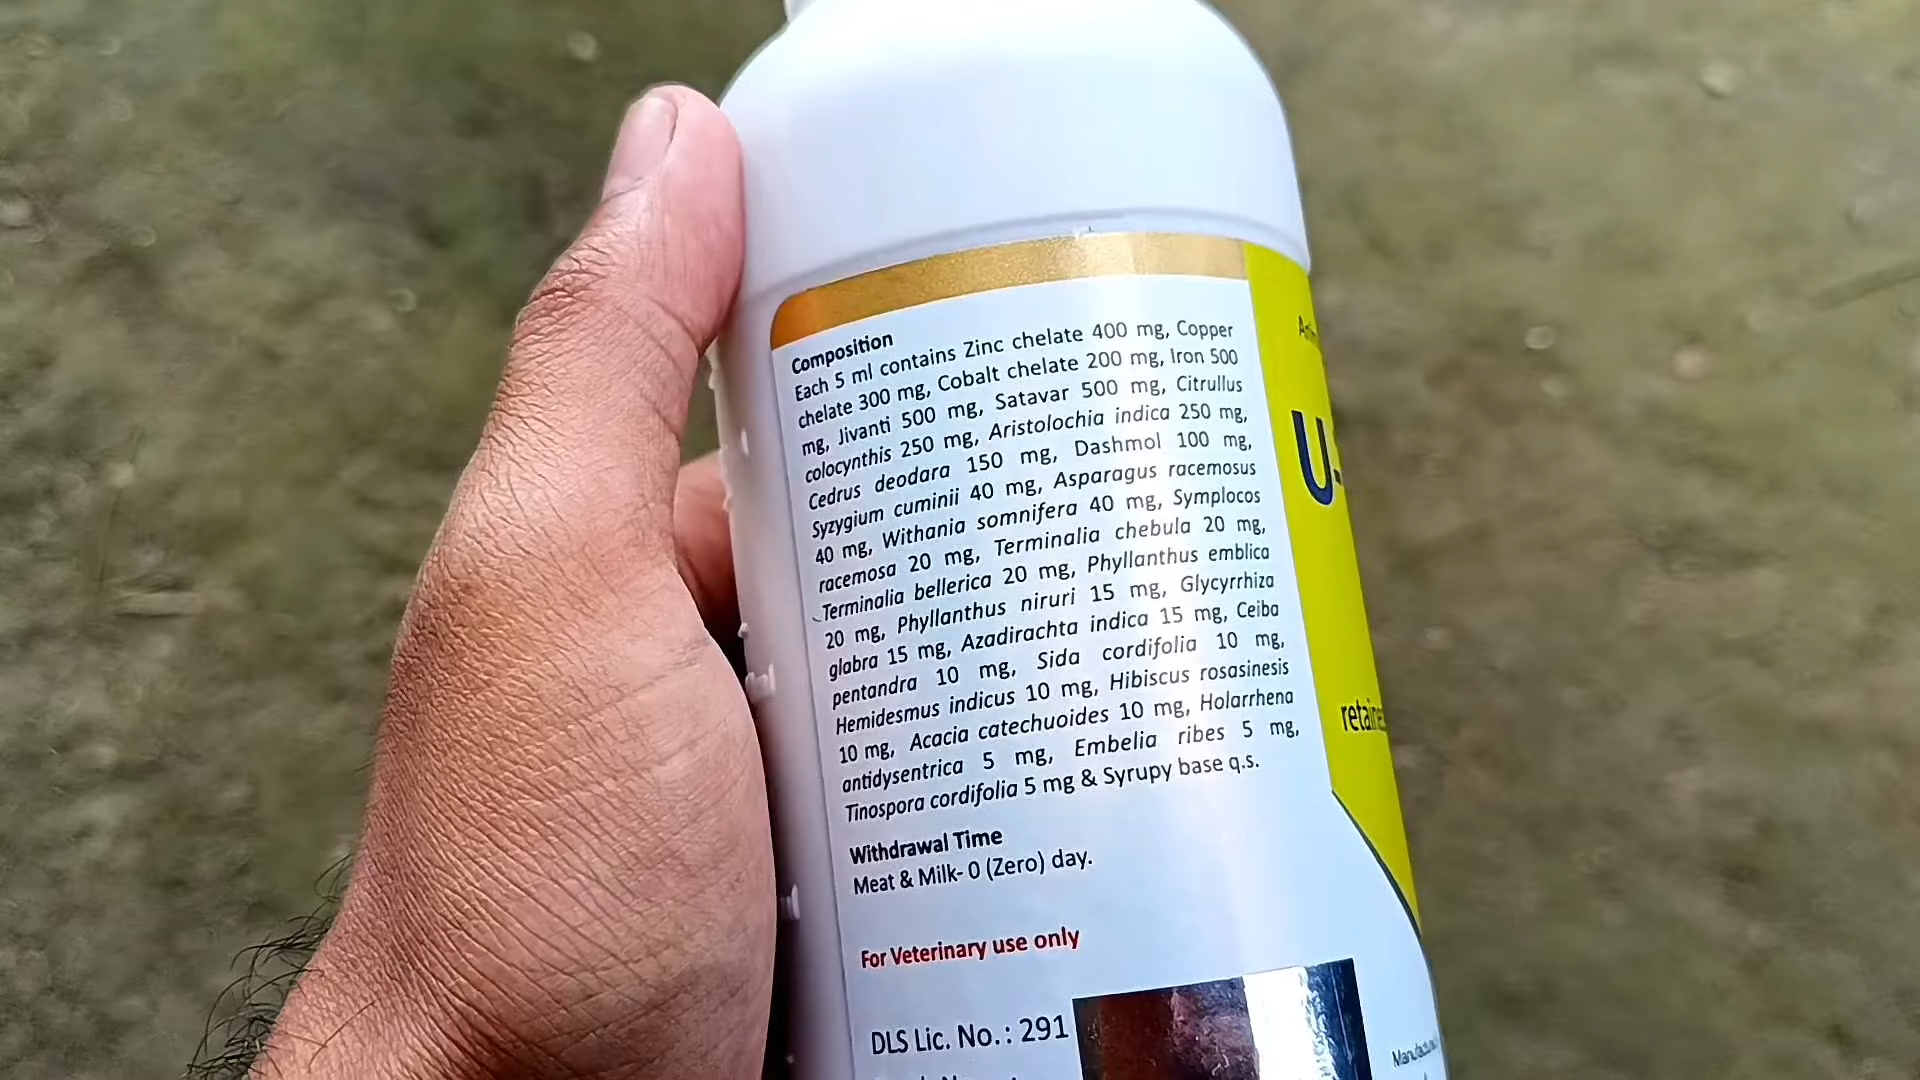 Composition
Each 5 ml contains Zinc chelate 400 mg, Copper
chelate 300 mg, Cobalt chelate 200 mg, Iron 500
mg, Jivanti 500 mg, Satavar 500 mg, Citrullus
colocynthis 250 mg, Aristolochia indica 250 mg,
Cedrus deodara 150 mg, Dashmol 100 mg,
Syzygium cuminii 40 mg, Asparagus racemosus
40 mg, Withania somnifera 40 mg, Symplocos
racemosa 20 mg, Terminalia chebula 20 mg,
Terminalia bellerica 20 mg, Phyllanthus emblica
20 mg, Phyllanthus niruri 15 mg, Glycyrrhiza
glabra 15 mg, Azadirachta indica 15 mg, Ceiba
pentandra 10 mg, Sida cordifolia 10 mg,
Hemidesmus indicus 10 mg, Hibiscus rosasinesis
10 mg, Acacia catechuoides 10 mg, Holarrhena
antidysentrica 5 mg, Embelia ribes 5 mg,
Tinospora cordifolia 5 mg & Syrupy base q.s.
Withdrawal Time
Meat & Milk- 0 (Zero) day.
For Veterinary use only
DLS Lic. No. : 291
U-